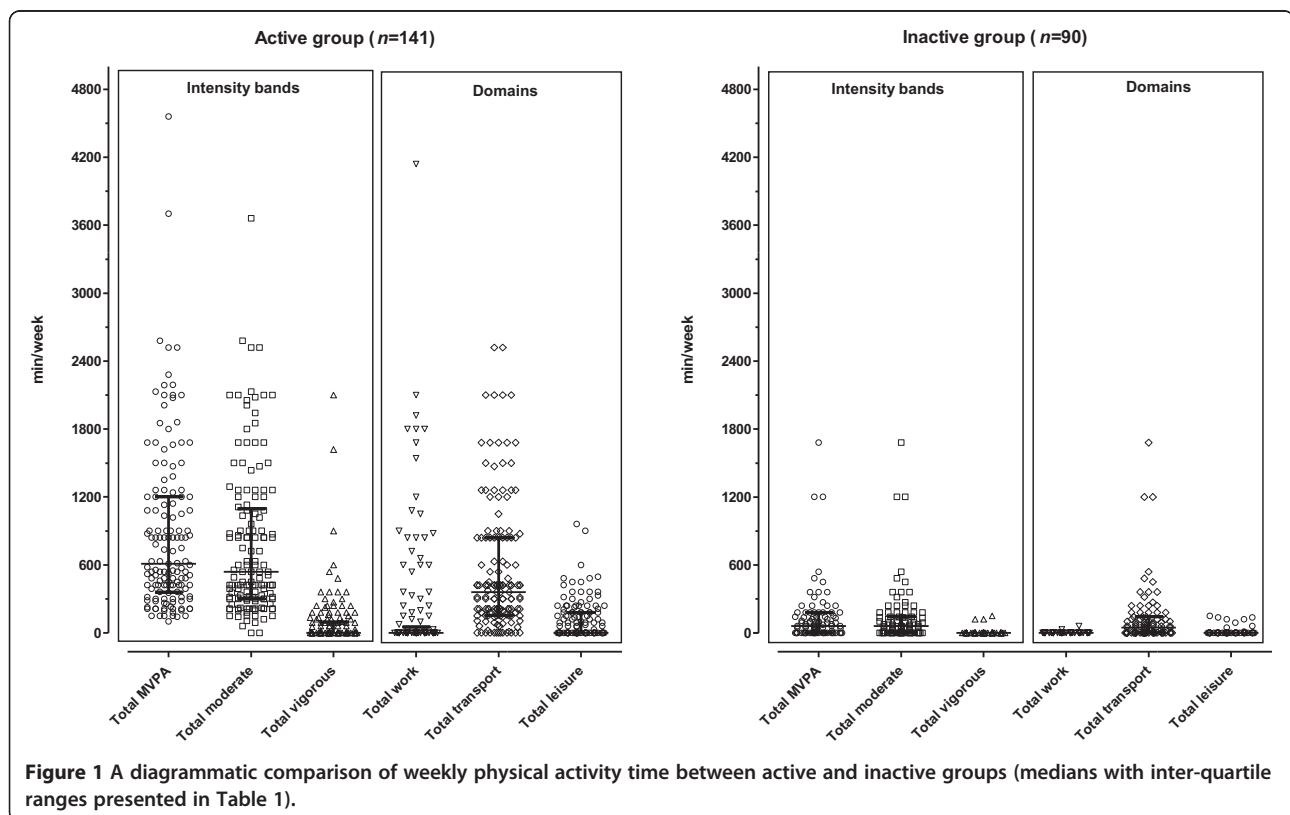 Active group ( n=141)
Inactive group ( n=90)
Intensity bands
Domains
4800
4200
3600
3000
2400
1800
1200
600
0
min/week
Total MVPA
Total moderate
Total vigorous
Total work
Total transport
Total leisure
Intensity bands
Domains
4800
4200
3600
3000
2400
1800
1200
600
0
min/week
Total MVPA
Total moderate
Total vigorous
Total work
Total transport
Total leisure
Figure 1 A diagrammatic comparison of weekly physical activity time between active and inactive groups (medians with inter-quartile
ranges presented in Table 1).